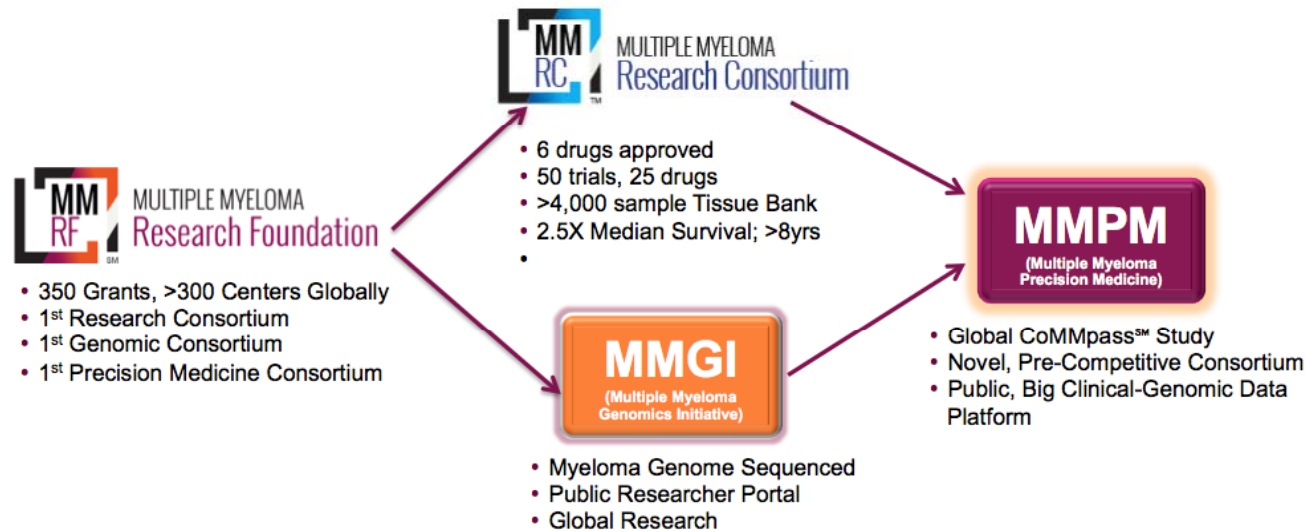 MM
RC
TM
MULTIPLE MYELOMA
Research Consortium
• 6 drugs approved
• 50 trials, 25 drugs
• >4,000 sample Tissue Bank
• 2.5X Median Survival; >8yrs
•
MM
RF
SM
MULTIPLE MYELOMA
Research Foundation
• 350 Grants, >300 Centers Globally
• 1st Research Consortium
• 1st Genomic Consortium
• 1st Precision Medicine Consortium
MMGI
(Multiple Myeloma
Genomics Initiative)
• Myeloma Genome Sequenced
• Public Researcher Portal
• Global Research
MMPM
(Multiple Myeloma
Precision Medicine)
• Global CoMMpass℠ Study
• Novel, Pre-Competitive Consortium
• Public, Big Clinical-Genomic Data
Platform